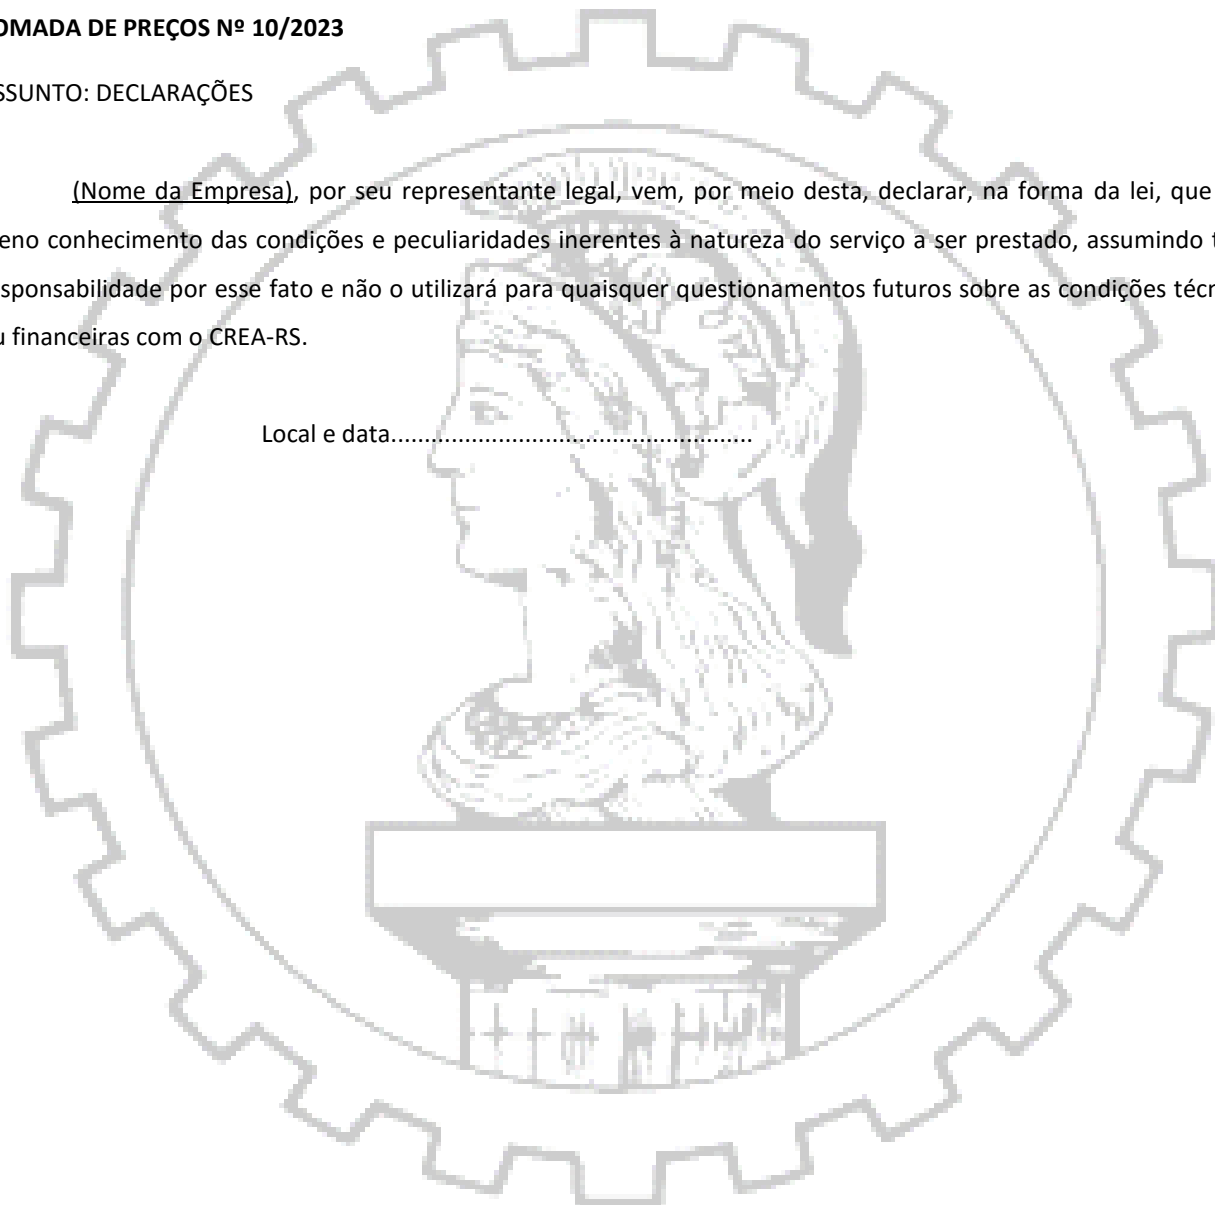 OMADA DE PREÇOS Nº 10/2023
SSUNTO: DECLARAÇÕES
(Nome da Empresa), por seu representante legal, vem, por meio desta, declarar, na forma da lei, que
eno conhecimento das condições e peculiaridades inerentes à natureza do serviço a ser prestado, assumindo t
sponsabilidade por esse fato e não o utilizará para quaisquer questionamentos futuros sobre as condições técn
u financeiras com o CREA-RS.
Local e data......................................................